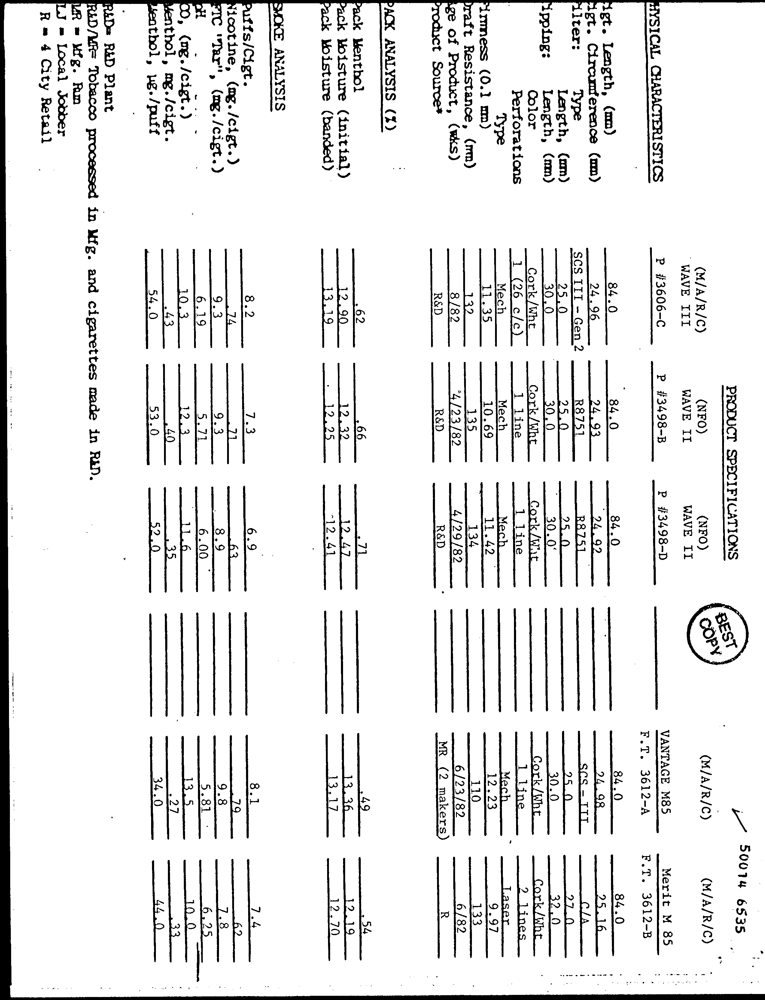 50014 6535
PRODUCT SPECIFICATIONS
BEST COPY
(M/A/R/C) (NFO) (NFO) (M/A/R/C) (M/A/R/C)
WAVE III WAVE II WAVE II VANTAGE M85 Merit M 85
P #3606-C P #3498-B P #3498-D F.T. 3612-A F.T. 3612-B
HYSICAL CHARACTERISTICS
igt. Length, (mm) 84.0 84.0 84.0 84.0 84.0
igt. Circumference (mm) 24.96 24.93 24.92 24.98 25.16
ilter: Type SCS III - Gen 2 R8751 R8751 SCS - III C/A
Length, (mm) 25.0 25.0 25.0 25.0 27.0
ipping: Length, (mm) 30.0 30.0 30.0 30.0 32.0
Color Cork/Wht Cork/Wht Cork/Wht Cork/Wht Cork/Wht
Perforations 1 (26 c/c) 1 line 1 line 1 line 2 lines
Type Mech Mech Mech Mech Laser
irmness (0.1 mm) 11.35 10.69 11.42 12.23 9.97
raft Resistance, (mm) 132 135 134 110 133
ge of Product, (wks) 8/82 4/23/82 4/29/82 6/23/82 6/82
roduct Source* R&D R&D R&D MR (2 makers) R
PACK ANALYSIS (%)
Pack Menthol .62 .66 .71 .49 .54
Pack Moisture (initial) 12.90 12.32 12.47 13.36 12.19
Pack Moisture (banded) 13.19 12.25 12.41 13.17 12.70
SMOKE ANALYSIS
Puffs/Cigt. 8.2 7.3 6.9 8.1 7.4
Nicotine, (mg./cigt.) .74 .71 .63 .79 .62
FTC "Tar", (mg./cigt.) 9.3 9.3 8.9 9.8 7.8
pH 6.19 5.71 6.00 5.81 6.25
CO, (mg./cigt.) 10.3 12.3 11.6 13.5 10.0
Menthol, mg./cigt. .43 .40 .35 .27 .33
Menthol, µg./puff 54.0 53.0 52.0 34.0 44.0
R&D= R&D Plant
R&D/MR= Tobacco processed in Mfg. and cigarettes made in R&D.
MR = Mfg. Run
LJ = Local Jobber
R = 4 City Retail